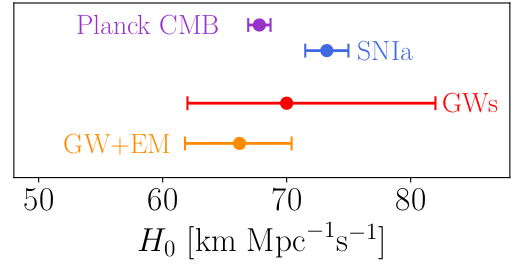 Planck CMB
SNIa
GWs
GW+EM
50 60 70 80
H₀ [km Mpc⁻¹s⁻¹]